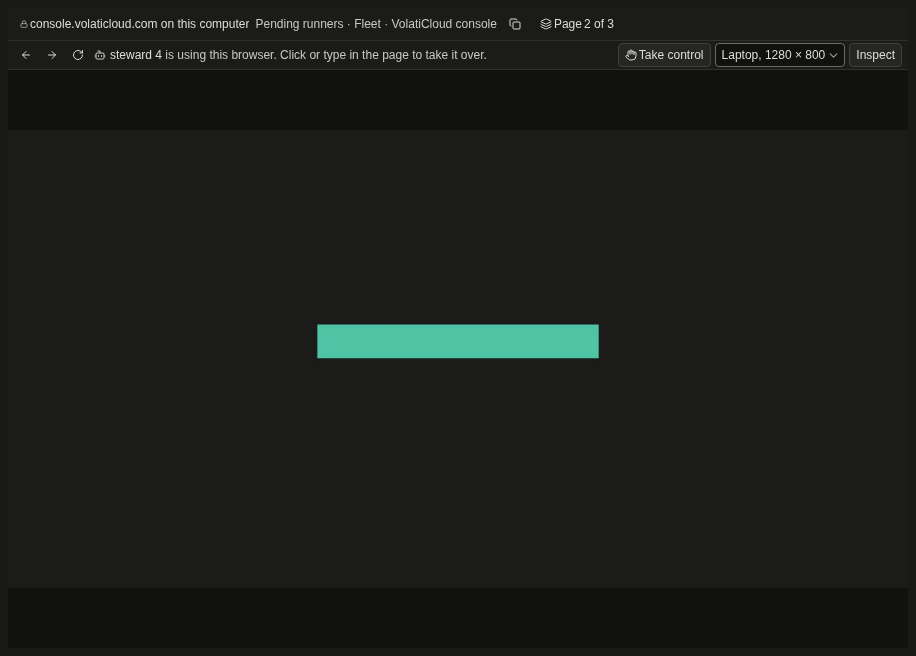 console.volaticloud.com on this computer Pending runners · Fleet · VolatiCloud console Page 2 of 3
steward 4 is using this browser. Click or type in the page to take it over. Take control Laptop, 1280 × 800 Inspect